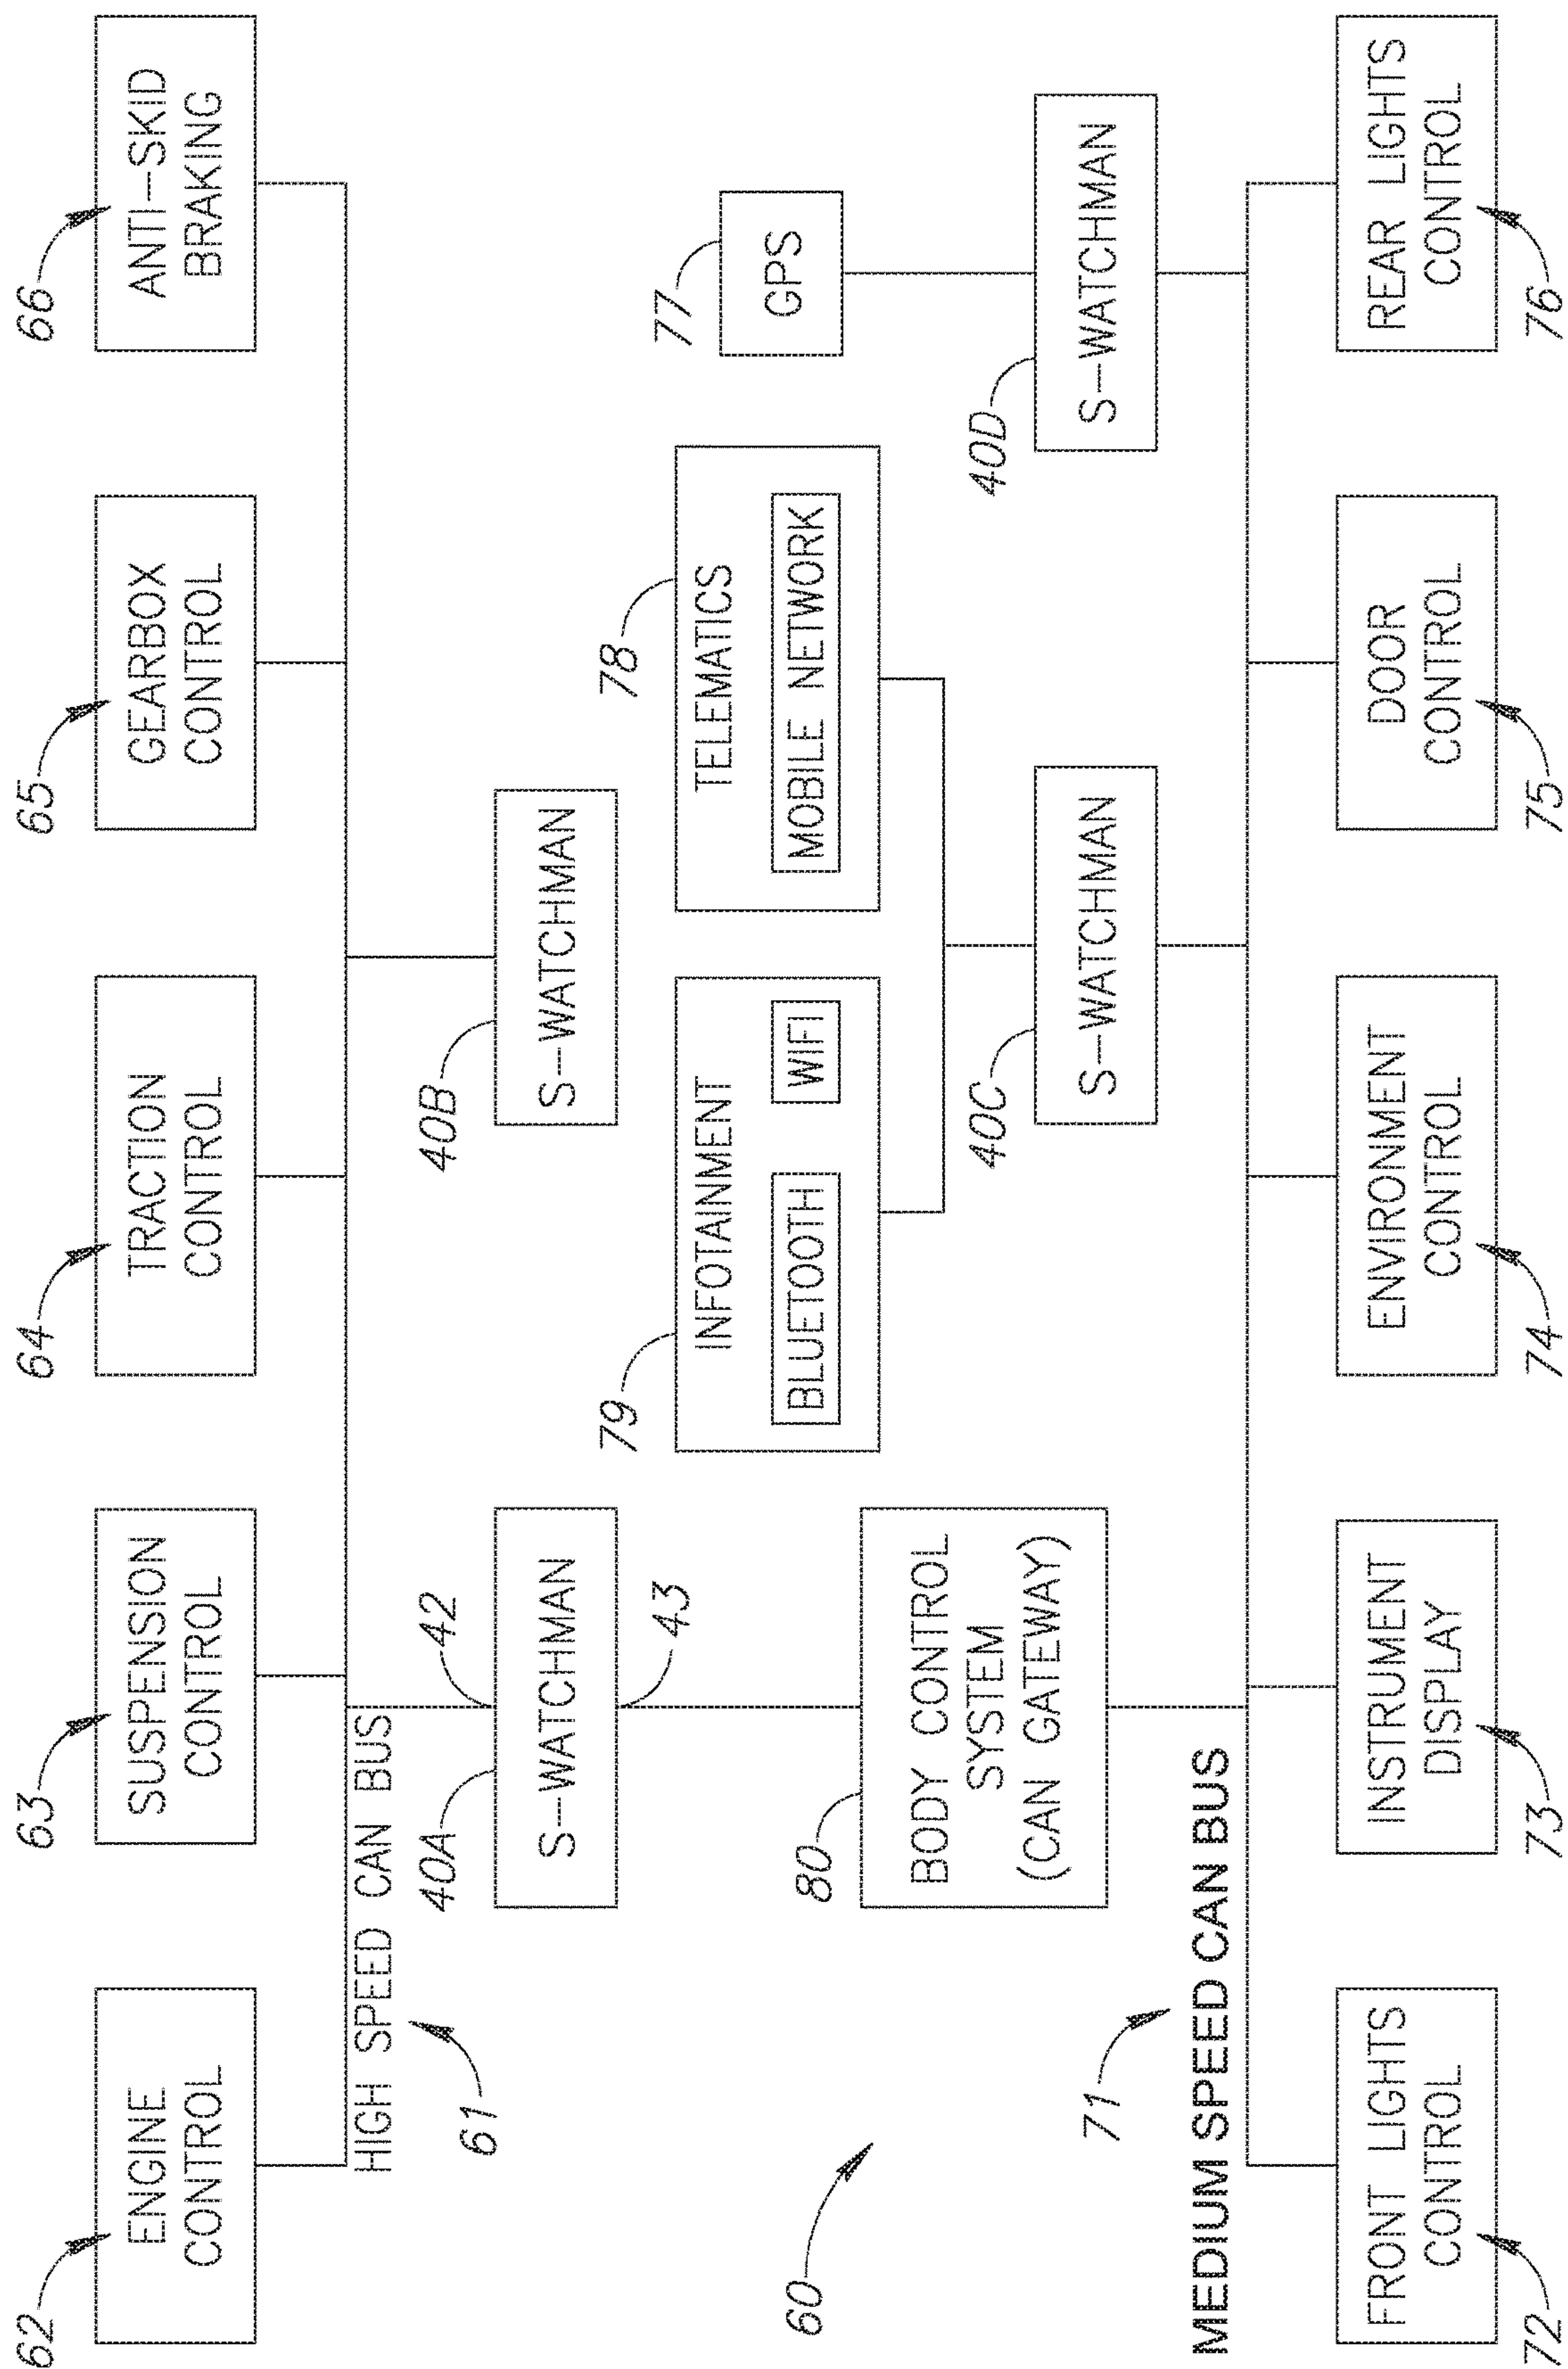 62
ENGINE
CONTROL
63
SUSPENSION
CONTROL
64
TRACTION
CONTROL
65
GEARBOX
CONTROL
66
ANTI-SKID
BRAKING
HIGH SPEED CAN BUS
61
42
40A
S-WATCHMAN
43
40B
S-WATCHMAN
79
INFOTAINMENT
BLUETOOTH
WIFI
78
TELEMATICS
MOBILE NETWORK
77
GPS
80
BODY CONTROL
SYSTEM
(CAN GATEWAY)
60
40C
S-WATCHMAN
40D
S-WATCHMAN
71
MEDIUM SPEED CAN BUS
FRONT LIGHTS
CONTROL
72
INSTRUMENT
DISPLAY
73
ENVIRONMENT
CONTROL
74
DOOR
CONTROL
75
REAR LIGHTS
CONTROL
76